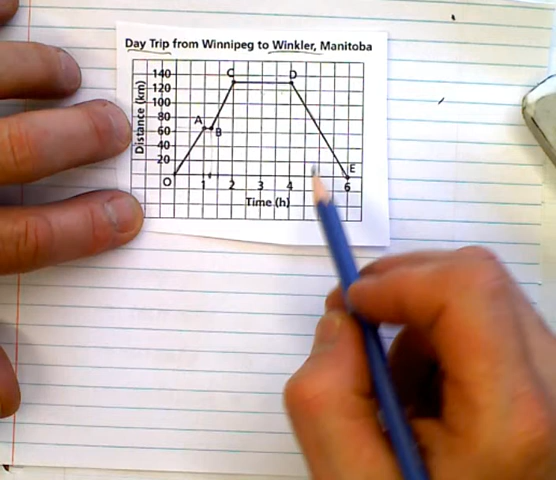 Day Trip from Winnipeg to Winkler, Manitoba
140
120
100
80
60
40
20
Distance (km)
C
D
A
B
O
E
1 2 3 4 6
Time (h)